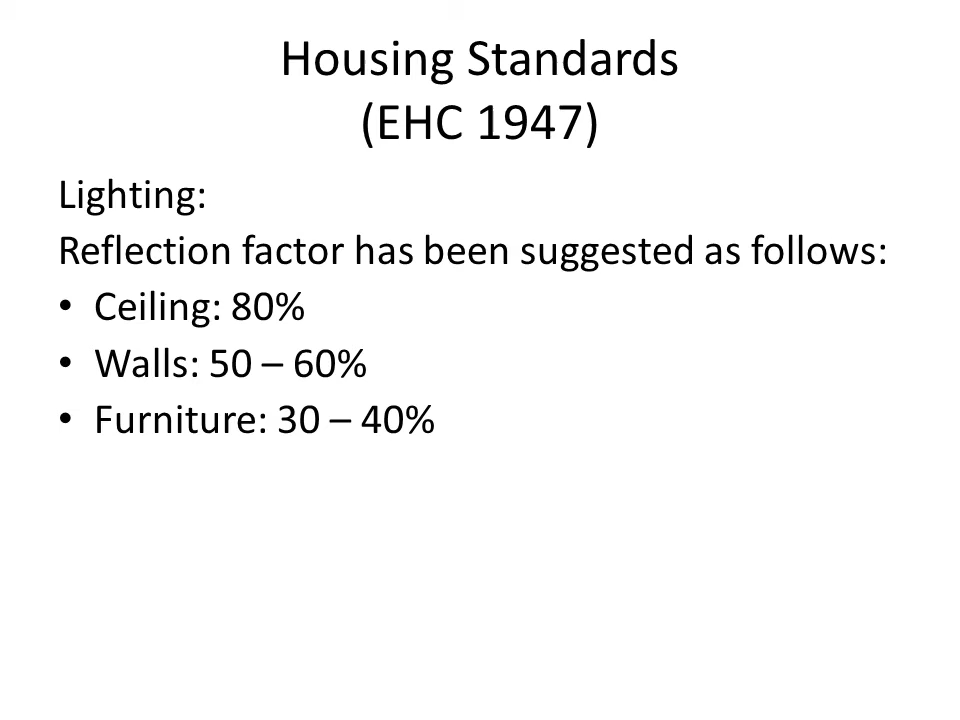 Housing Standards
(EHC 1947)
Lighting:
Reflection factor has been suggested as follows:
• Ceiling: 80%
• Walls: 50 – 60%
• Furniture: 30 – 40%